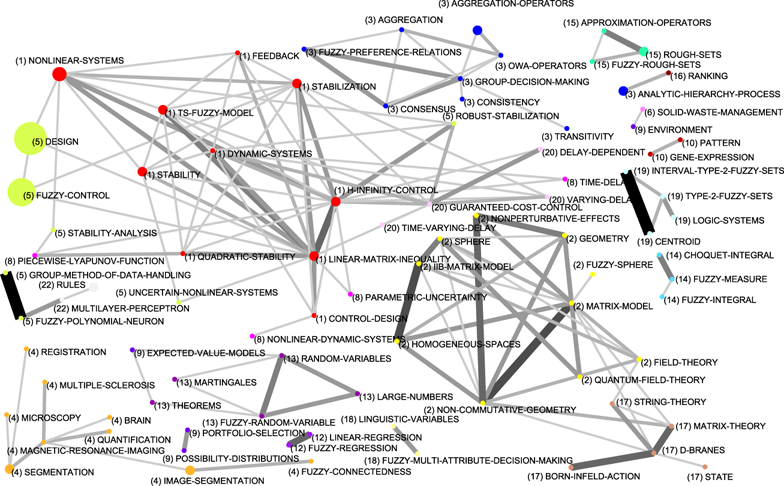 (3) AGGREGATION-OPERATORS
(3) AGGREGATION
(15) APPROXIMATION-OPERATORS
(1) NONLINEAR-SYSTEMS
(1) FEEDBACK
(3) FUZZY-PREFERENCE-RELATIONS
(3) OWA-OPERATORS
(15) ROUGH-SETS
(15) FUZZY-ROUGH-SETS
(16) RANKING
(1) STABILIZATION
(3) GROUP-DECISION-MAKING
(3) ANALYTIC-HIERARCHY-PROCESS
(3) CONSENSUS
(3) CONSISTENCY
(1) TS-FUZZY-MODEL
(5) ROBUST-STABILIZATION
(6) SOLID-WASTE-MANAGEMENT
(3) TRANSITIVITY
(9) ENVIRONMENT
(5) DESIGN
(1) DYNAMIC-SYSTEMS
(20) DELAY-DEPENDENT
(10) PATTERN
(10) GENE-EXPRESSION
(1) STABILITY
(19) INTERVAL-TYPE-2-FUZZY-SETS
(8) TIME-DELAY
(5) FUZZY-CONTROL
(1) H-INFINITY-CONTROL
(20) VARYING-DELAY
(19) TYPE-2-FUZZY-SETS
(20) GUARANTEED-COST-CONTROL
(2) NONPERTURBATIVE-EFFECTS
(19) LOGIC-SYSTEMS
(5) STABILITY-ANALYSIS
(20) TIME-VARYING-DELAY
(2) SPHERE
(2) GEOMETRY
(19) CENTROID
(1) QUADRATIC-STABILITY
(8) PIECEWISE-LYAPUNOV-FUNCTION
(1) LINEAR-MATRIX-INEQUALITY
(14) CHOQUET-INTEGRAL
(2) IIB-MATRIX-MODEL
(5) GROUP-METHOD-OF-DATA-HANDLING
(2) FUZZY-SPHERE
(14) FUZZY-MEASURE
(22) RULES
(5) UNCERTAIN-NONLINEAR-SYSTEMS
(8) PARAMETRIC-UNCERTAINTY
(14) FUZZY-INTEGRAL
(22) MULTILAYER-PERCEPTRON
(2) MATRIX-MODEL
(5) FUZZY-POLYNOMIAL-NEURON
(1) CONTROL-DESIGN
(8) NONLINEAR-DYNAMIC-SYSTEMS
(2) HOMOGENEOUS-SPACES
(4) REGISTRATION
(9) EXPECTED-VALUE-MODELS
(13) RANDOM-VARIABLES
(2) FIELD-THEORY
(2) QUANTUM-FIELD-THEORY
(4) MULTIPLE-SCLEROSIS
(13) MARTINGALES
(13) LARGE-NUMBERS
(13) THEOREMS
(17) STRING-THEORY
(2) NON-COMMUTATIVE-GEOMETRY
(4) MICROSCOPY
(4) BRAIN
(13) FUZZY-RANDOM-VARIABLE
(18) LINGUISTIC-VARIABLES
(17) MATRIX-THEORY
(9) PORTFOLIO-SELECTION
(12) LINEAR-REGRESSION
(4) QUANTIFICATION
(12) FUZZY-REGRESSION
(4) MAGNETIC-RESONANCE-IMAGING
(17) D-BRANES
(9) POSSIBILITY-DISTRIBUTIONS
(18) FUZZY-MULTI-ATTRIBUTE-DECISION-MAKING
(4) SEGMENTATION
(4) FUZZY-CONNECTEDNESS
(17) BORN-INFELD-ACTION
(17) STATE
(4) IMAGE-SEGMENTATION